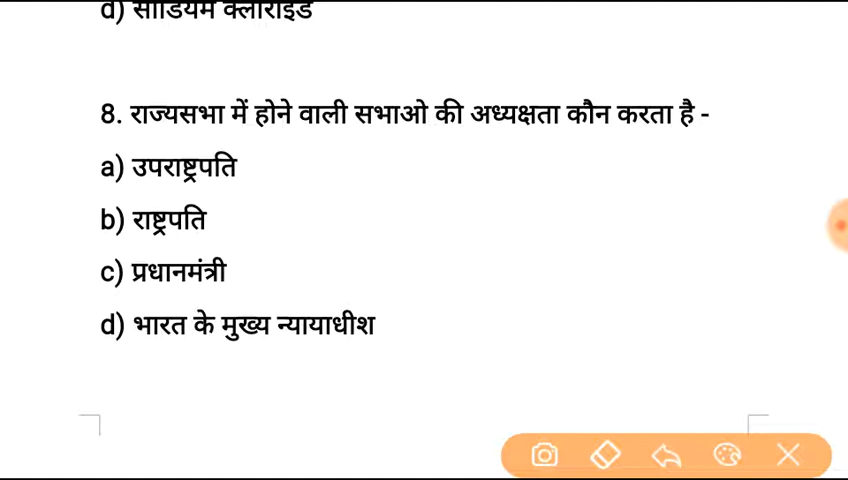 d) सोडियम क्लोराइड
8. राज्यसभा में होने वाली सभाओ की अध्यक्षता कौन करता है -
a) उपराष्ट्रपति
b) राष्ट्रपति
c) प्रधानमंत्री
d) भारत के मुख्य न्यायाधीश